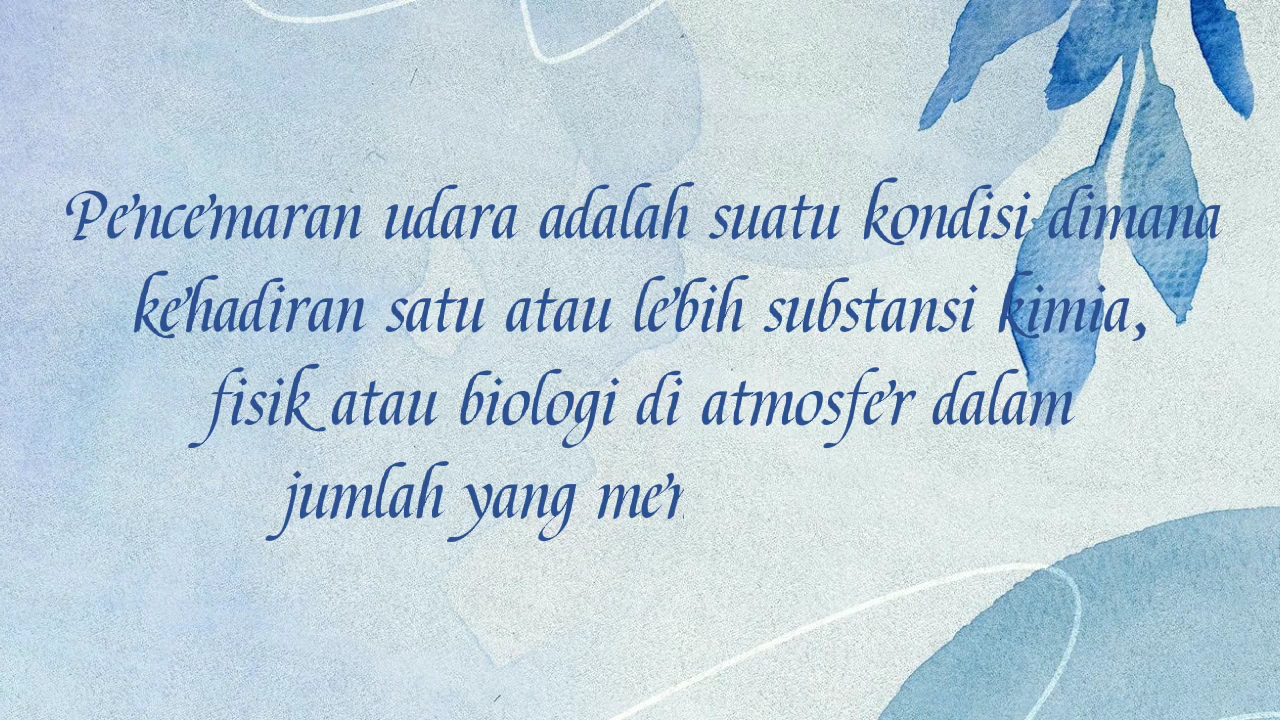 Pencemaran udara adalah suatu kondisi dimana
kehadiran satu atau lebih substansi kimia,
fisik atau biologi di atmosfer dalam
jumlah yang